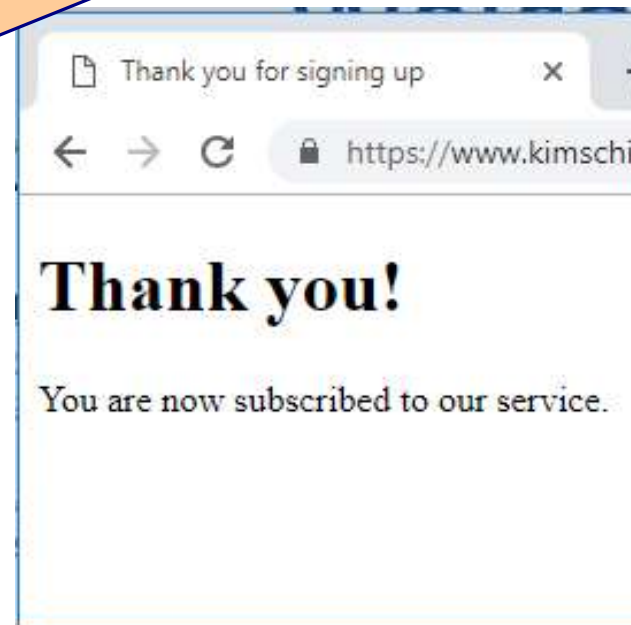 Thank you for signing up
https://www.kimschi
Thank you!
You are now subscribed to our service.